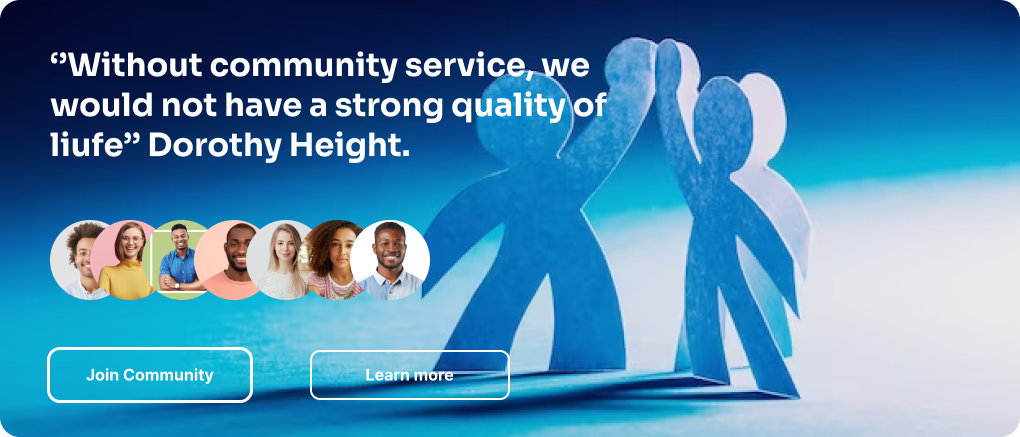 ‘’Without community service, we
would not have a strong quality of
liufe” Dorothy Height.
Join Community
Learn more